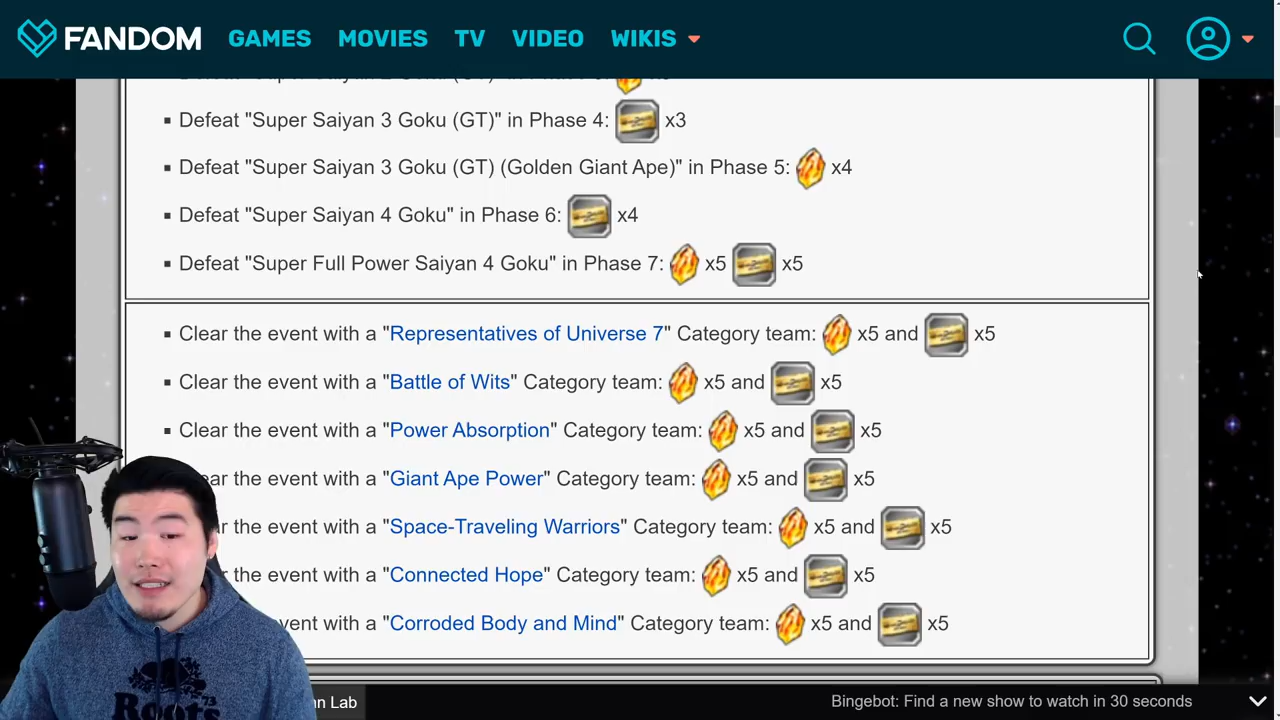 FANDOM GAMES MOVIES TV VIDEO WIKIS
Defeat "Super Saiyan 3 Goku (GT)" in Phase 4: x3
Defeat "Super Saiyan 3 Goku (GT) (Golden Giant Ape)" in Phase 5: x4
Defeat "Super Saiyan 4 Goku" in Phase 6: x4
Defeat "Super Full Power Saiyan 4 Goku" in Phase 7: x5 x5
Clear the event with a "Representatives of Universe 7" Category team: x5 and x5
Clear the event with a "Battle of Wits" Category team: x5 and x5
Clear the event with a "Power Absorption" Category team: x5 and x5
ear the event with a "Giant Ape Power" Category team: x5 and x5
r the event with a "Space-Traveling Warriors" Category team: x5 and x5
the event with a "Connected Hope" Category team: x5 and x5
vent with a "Corroded Body and Mind" Category team: x5 and x5
Roots
73
n Lab
Bingebot: Find a new show to watch in 30 seconds